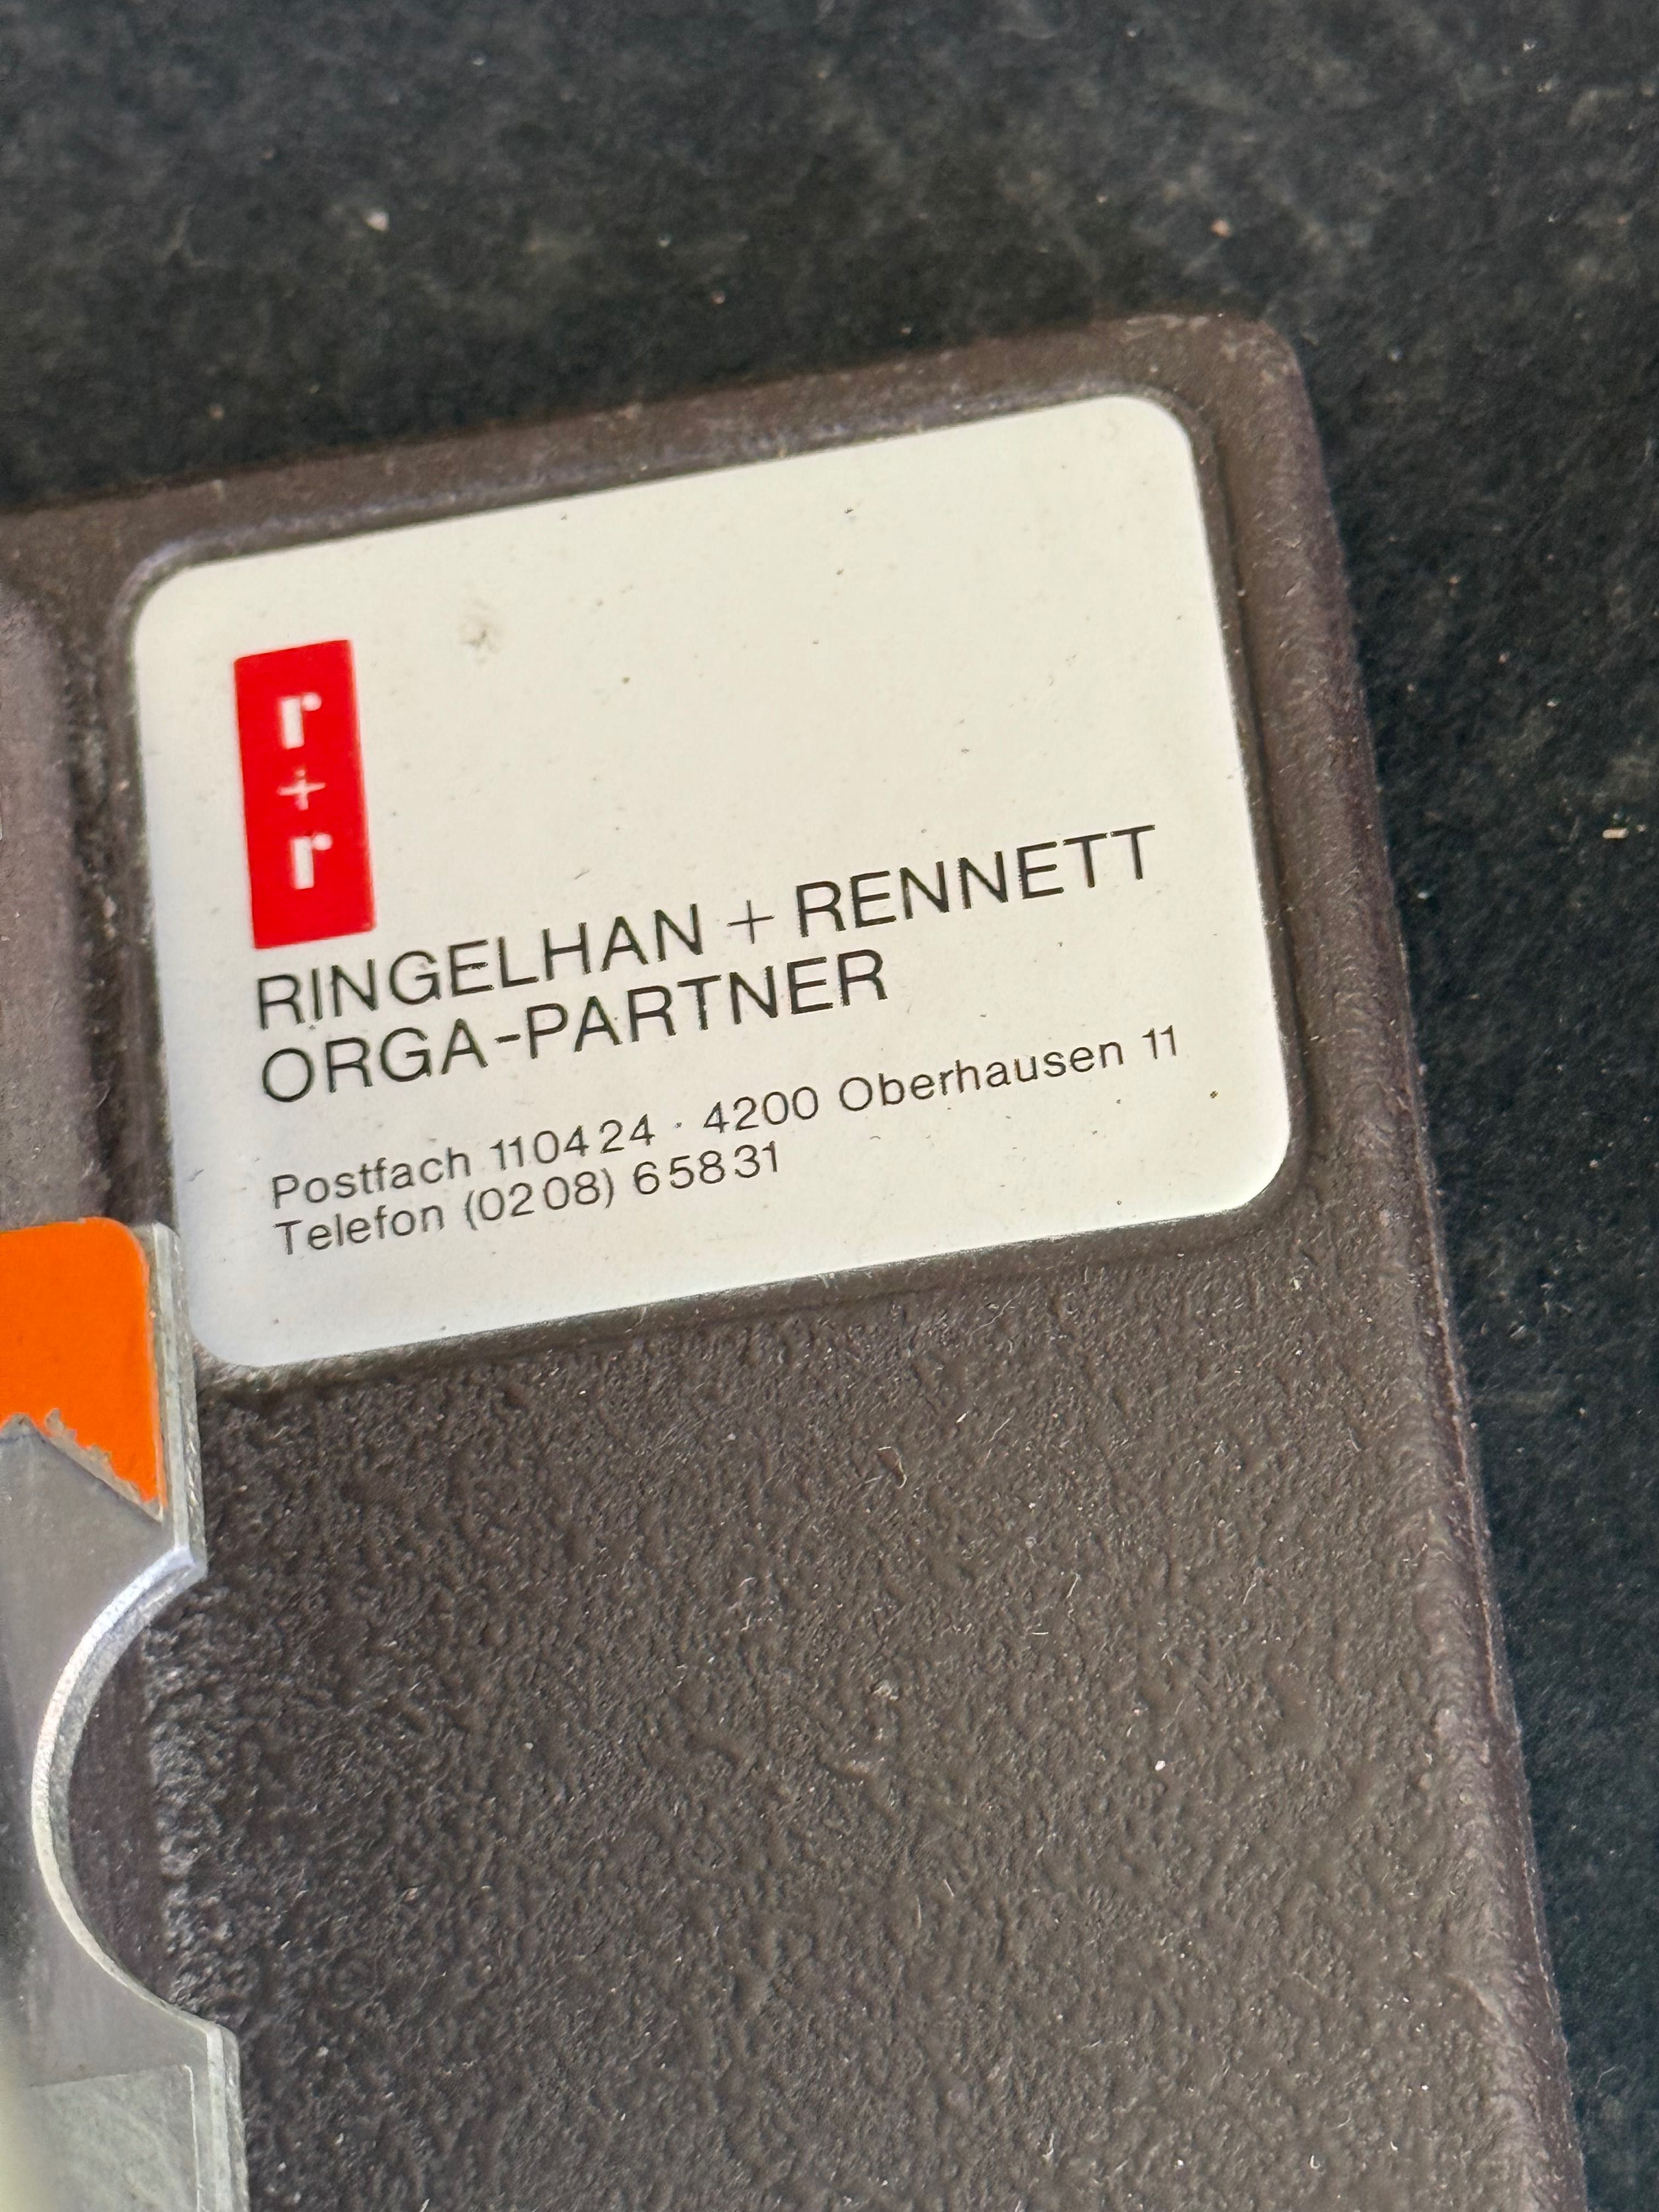 r
+
r
RINGELHAN + RENNETT
ORGA-PARTNER
Postfach 110424 · 4200 Oberhausen 11
Telefon (0208) 65831